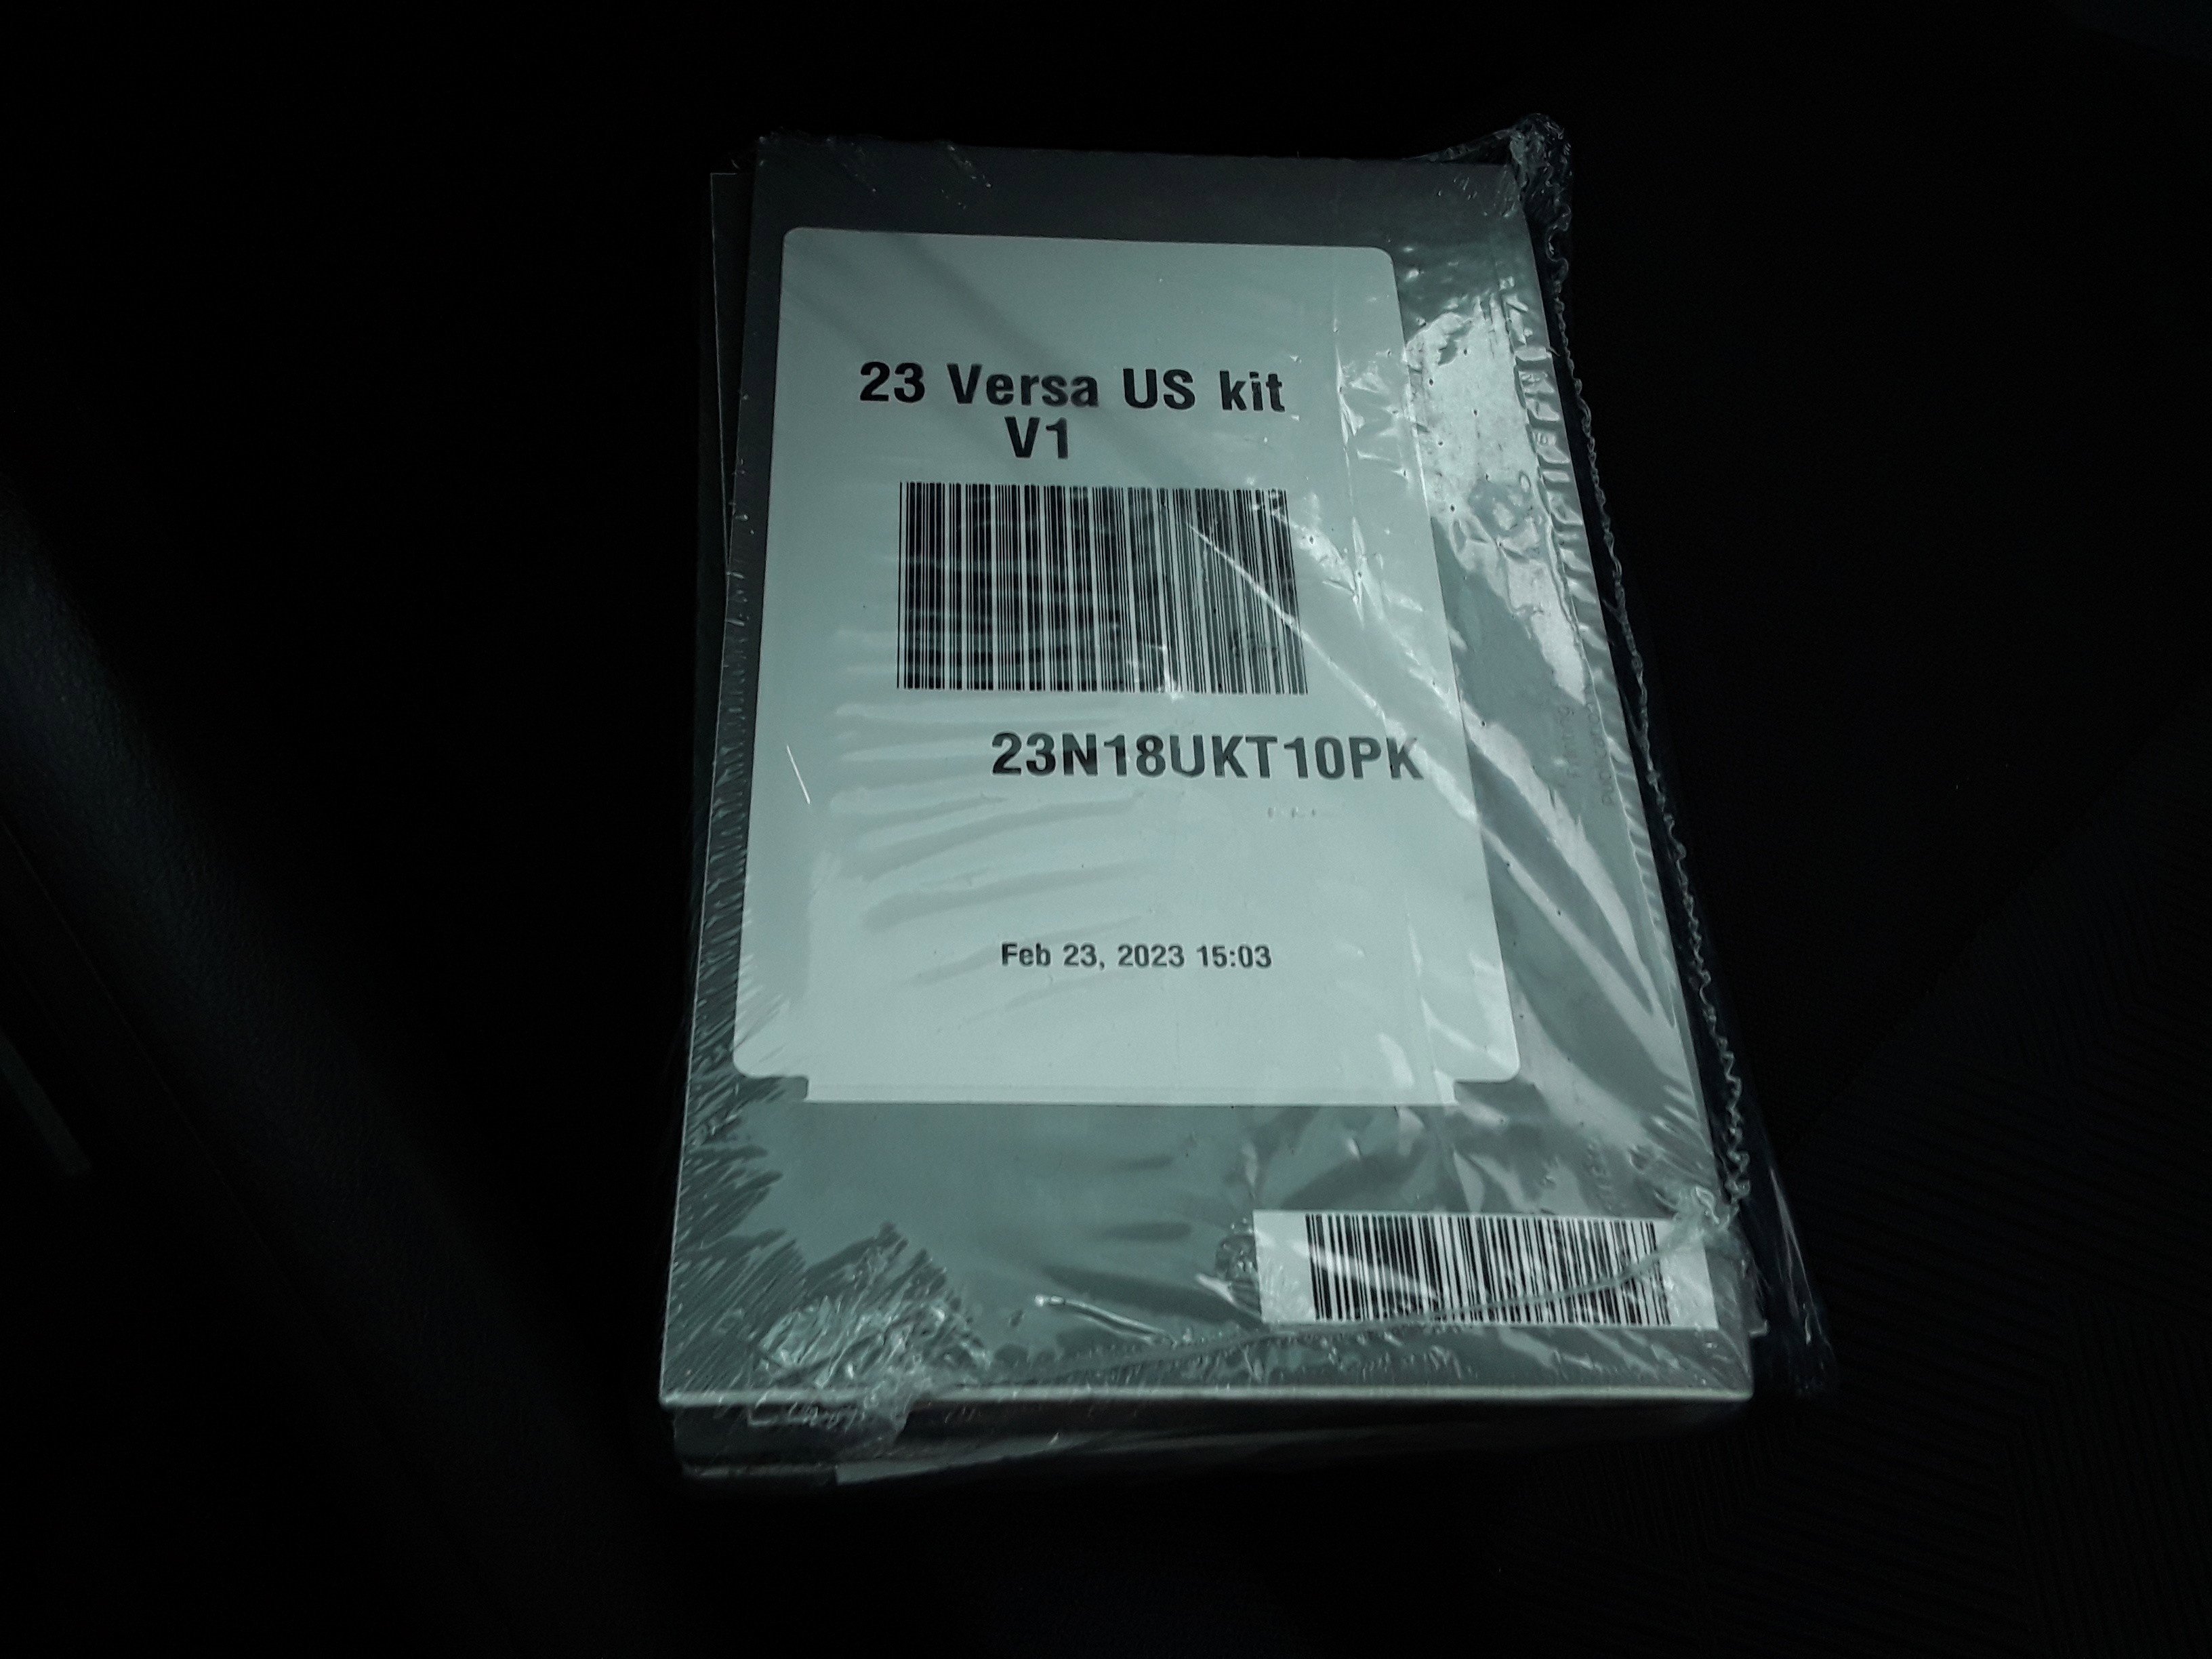 23 Versa US kit
V1
23N18UKT10PK
Feb 23, 2023 15:03